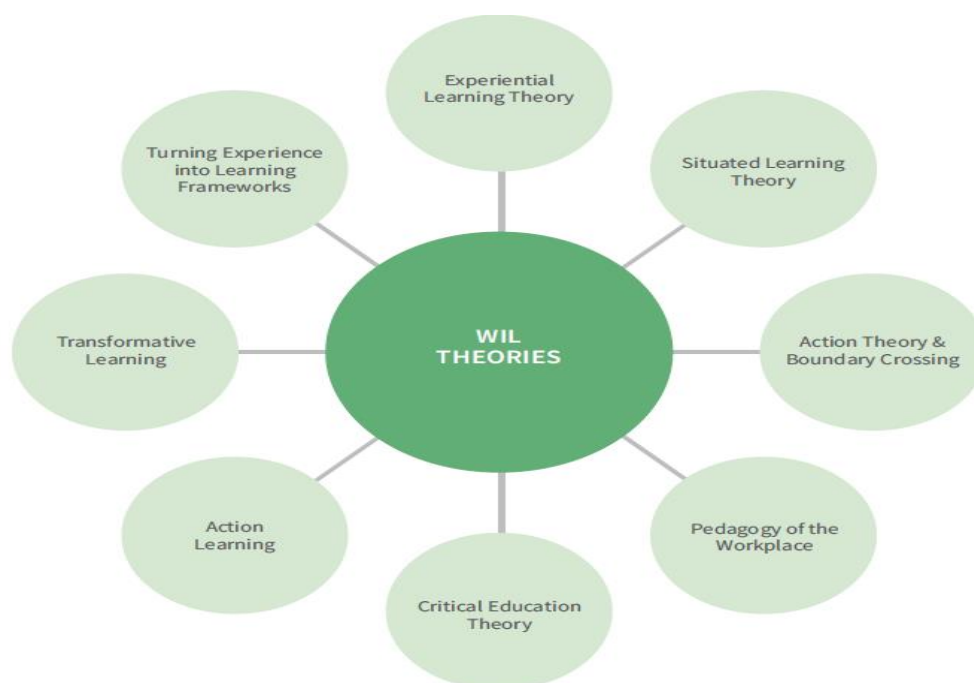 Experiential
Learning Theory
Turning Experience
into Learning
Frameworks
Situated Learning
Theory
WIL
THEORIES
Transformative
Learning
Action Theory &
Boundary Crossing
Action
Learning
Pedagogy of the
Workplace
Critical Education
Theory